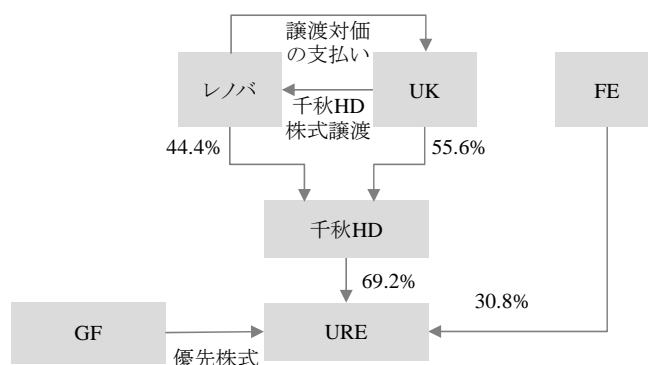 譲渡対価
の支払い
レノバ
UK
FE
千秋HD
株式譲渡
44.4%
55.6%
千秋HD
69.2%
30.8%
GF
URE
優先株式